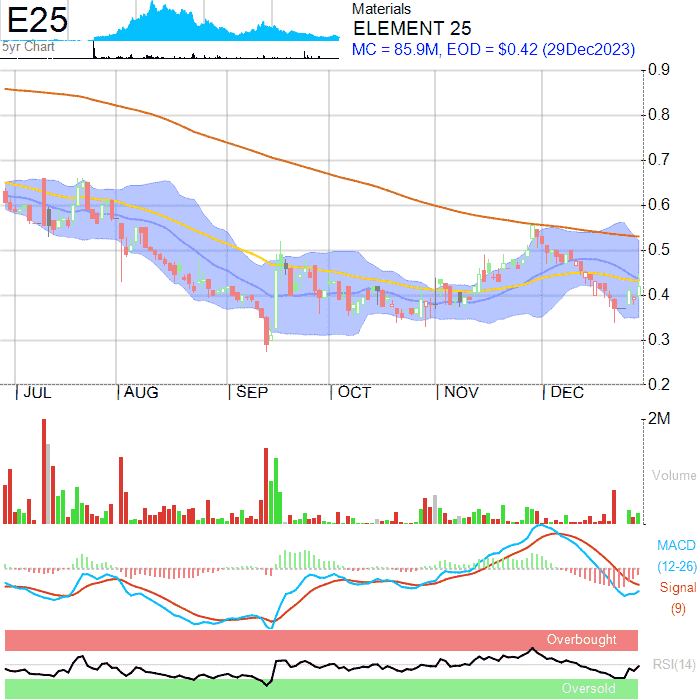 E25
5yr Chart
Materials
ELEMENT 25
MC = 85.9M, EOD = $0.42 (29Dec2023)
0.9
0.8
0.7
0.6
0.5
0.4
0.3
0.2
JUL AUG SEP OCT NOV DEC
2M
Volume
MACD
(12-26)
Signal
(9)
Overbought
RSI(14)
Oversold